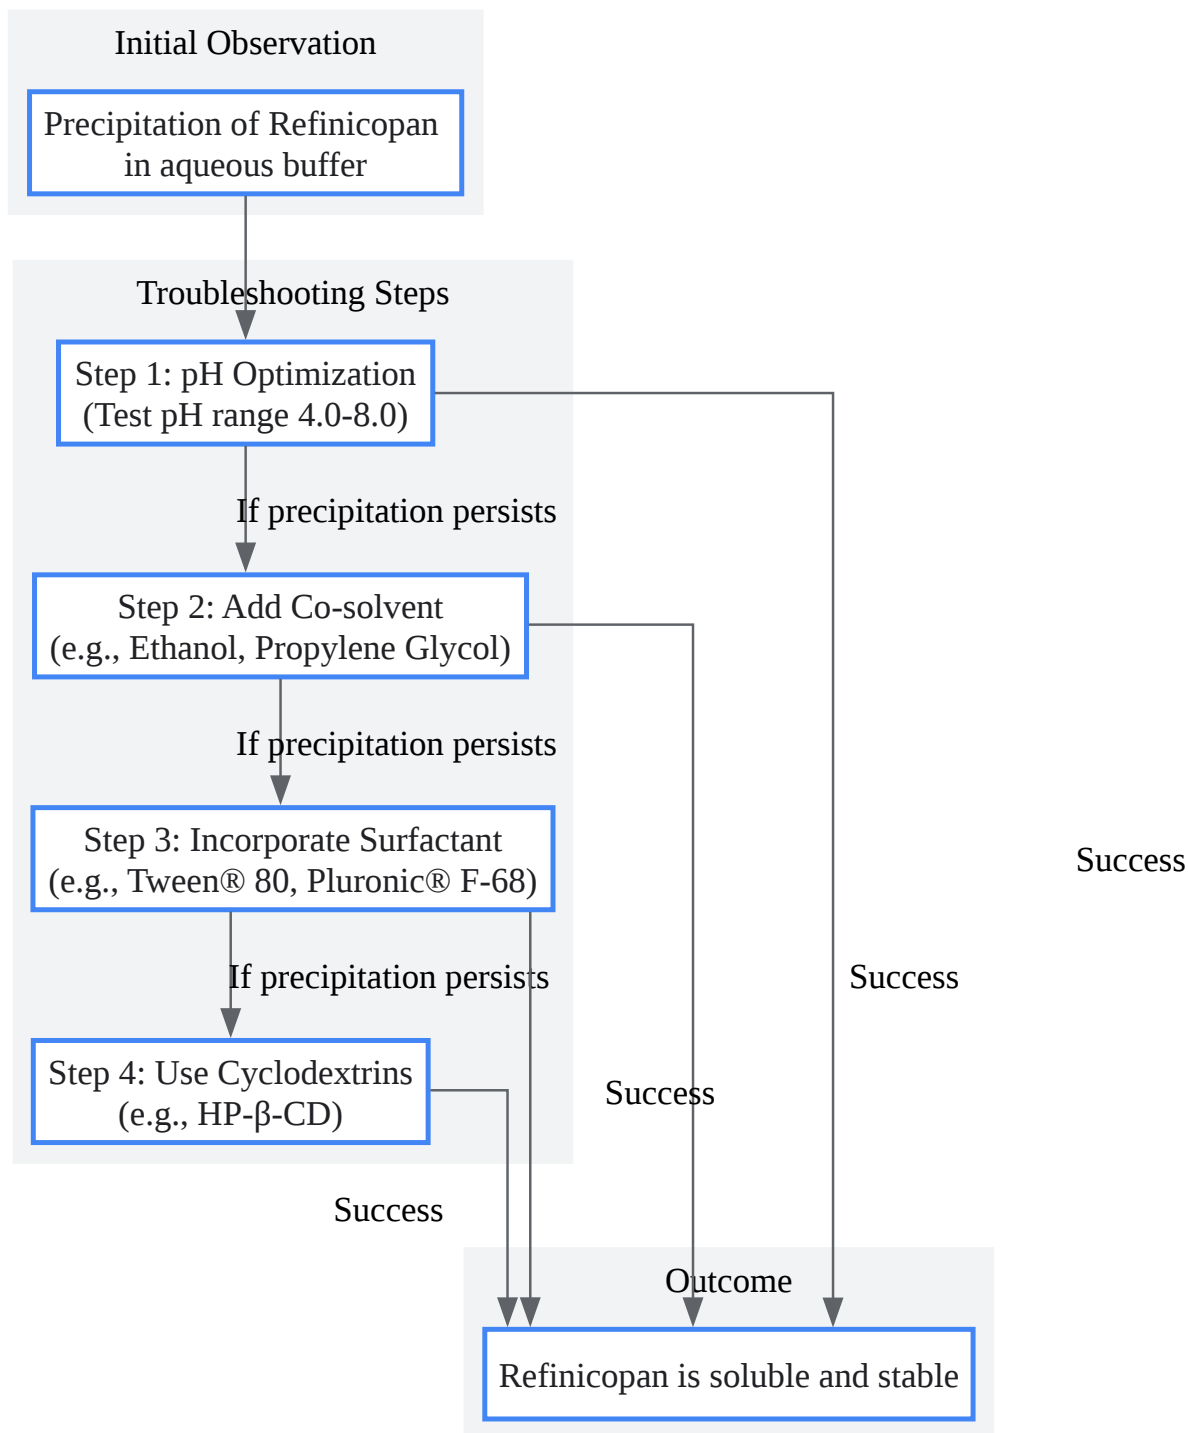 Initial Observation
Precipitation of Refinicopan
in aqueous buffer
Troubleshooting Steps
Step 1: pH Optimization
(Test pH range 4.0-8.0)
If precipitation persists
Step 2: Add Co-solvent
(e.g., Ethanol, Propylene Glycol)
If precipitation persists
Step 3: Incorporate Surfactant
(e.g., Tween® 80, Pluronic® F-68)
Success
If precipitation persists
Success
Step 4: Use Cyclodextrins
(e.g., HP-β-CD)
Success
Success
Outcome
Refinicopan is soluble and stable